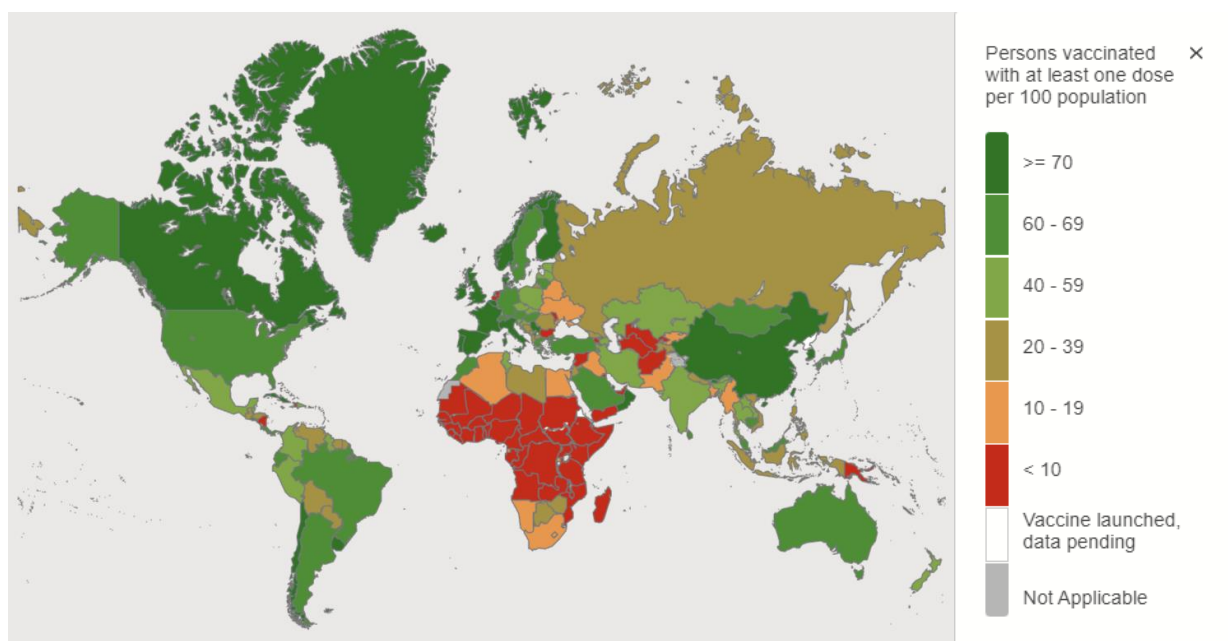 Persons vaccinated
with at least one dose
per 100 population
×
>= 70
60 - 69
40 - 59
20 - 39
10 - 19
< 10
Vaccine launched,
data pending
Not Applicable